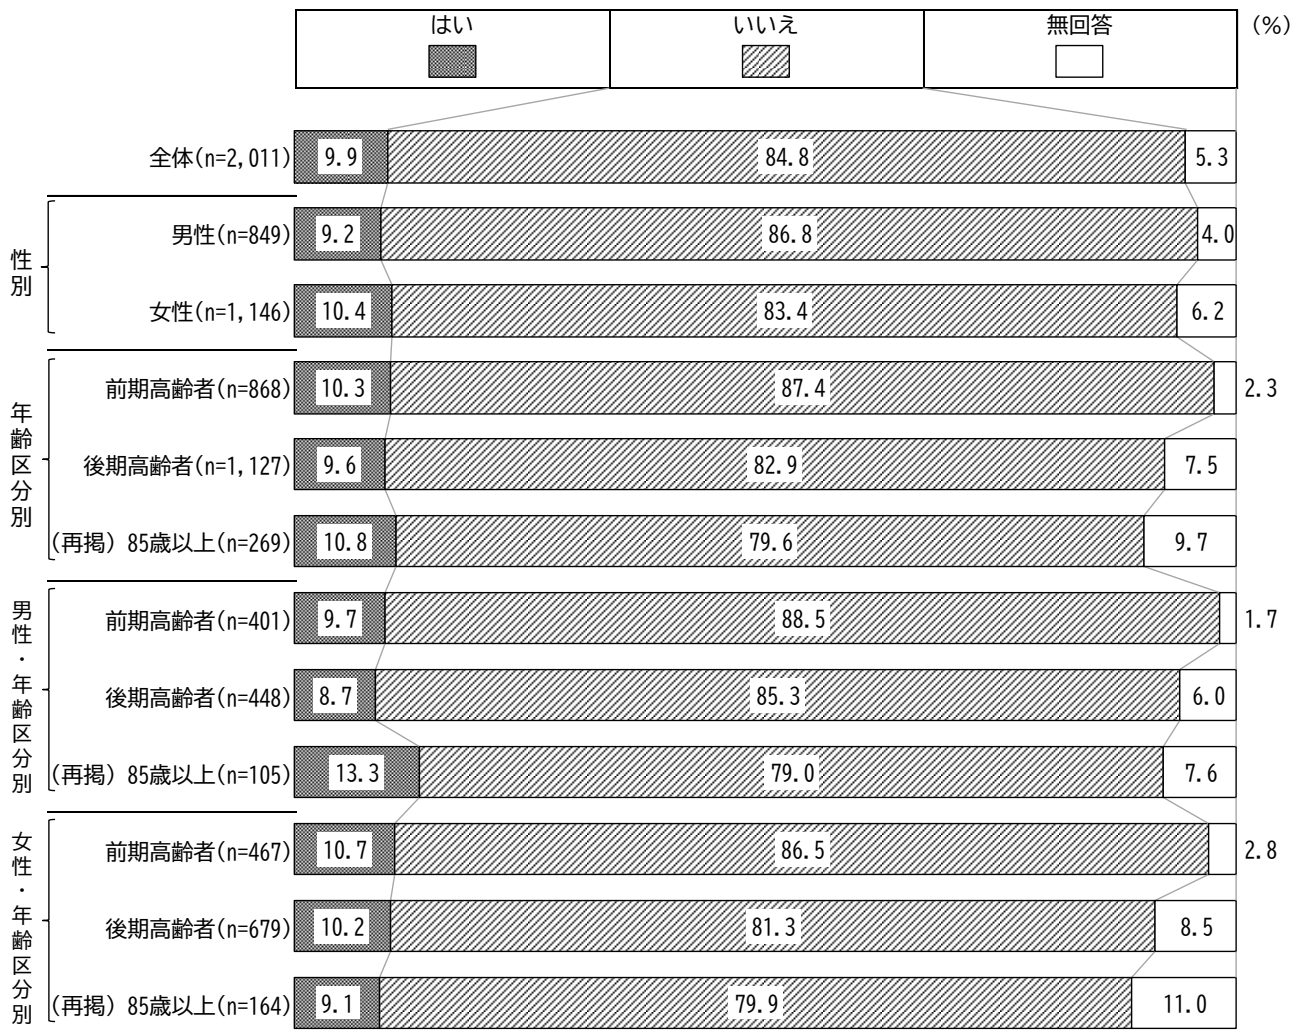 はい いいえ 無回答 (%)
全体(n=2,011) 9.9 84.8 5.3
性別
男性(n=849) 9.2 86.8 4.0
女性(n=1,146) 10.4 83.4 6.2
年齢区分別
前期高齢者(n=868) 10.3 87.4 2.3
後期高齢者(n=1,127) 9.6 82.9 7.5
(再掲) 85歳以上(n=269) 10.8 79.6 9.7
男性・年齢区分別
前期高齢者(n=401) 9.7 88.5 1.7
後期高齢者(n=448) 8.7 85.3 6.0
(再掲) 85歳以上(n=105) 13.3 79.0 7.6
女性・年齢区分別
前期高齢者(n=467) 10.7 86.5 2.8
後期高齢者(n=679) 10.2 81.3 8.5
(再掲) 85歳以上(n=164) 9.1 79.9 11.0